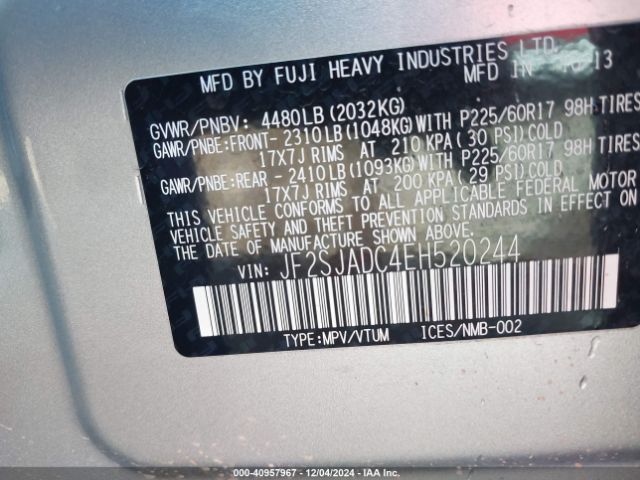 MFD BY FUJI HEAVY INDUSTRIES LTD.
MFD IN 10 13
GVWR/PNBV: 4480LB (2032KG)
GAWR/PNBE:FRONT- 2310LB(1048KG)WITH P225/60R17 98H TIRES
17X7J RIMS AT 210 KPA( 30 PSI)COLD
GAWR/PNBE:REAR - 2410LB(1093KG)WITH P225/60R17 98H TIRES
17X7J RIMS AT 200 KPA( 29 PSI)COLD
THIS VEHICLE CONFORMS TO ALL APPLICABLE FEDERAL MOTOR
VEHICLE SAFETY AND THEFT PREVENTION STANDARDS IN EFFECT ON
THE DATE OF MANUFACTURE SHOWN ABOVE.
VIN: JF2SJADC4EH520244
TYPE:MPV/VTUM ICES/NMB-002
00-40957967 - 12/04/2024 - IAAI.COM